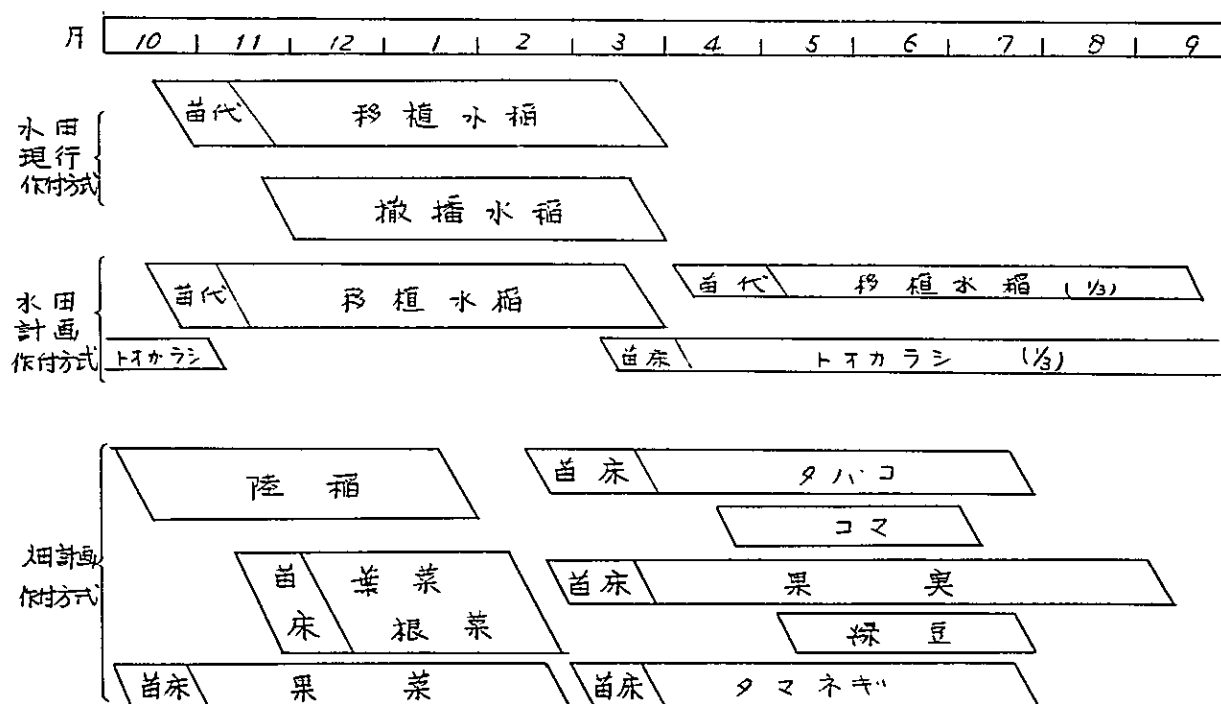 月 10 11 12 1 2 3 4 5 6 7 8 9
苗代 移植水稲
水田
現行
作付方式
撒播水稲
苗代 移植水稲
苗代 移植水稲 (1/3)
水田
計画
作付方式
トオカラシ
苗床 トオカラシ (1/3)
陸稲
苗床 タバコ
コマ
畑計画
作付方式
苗床 葉菜
根菜
苗床 果実
緑豆
苗床 果菜
苗床 タマネギ